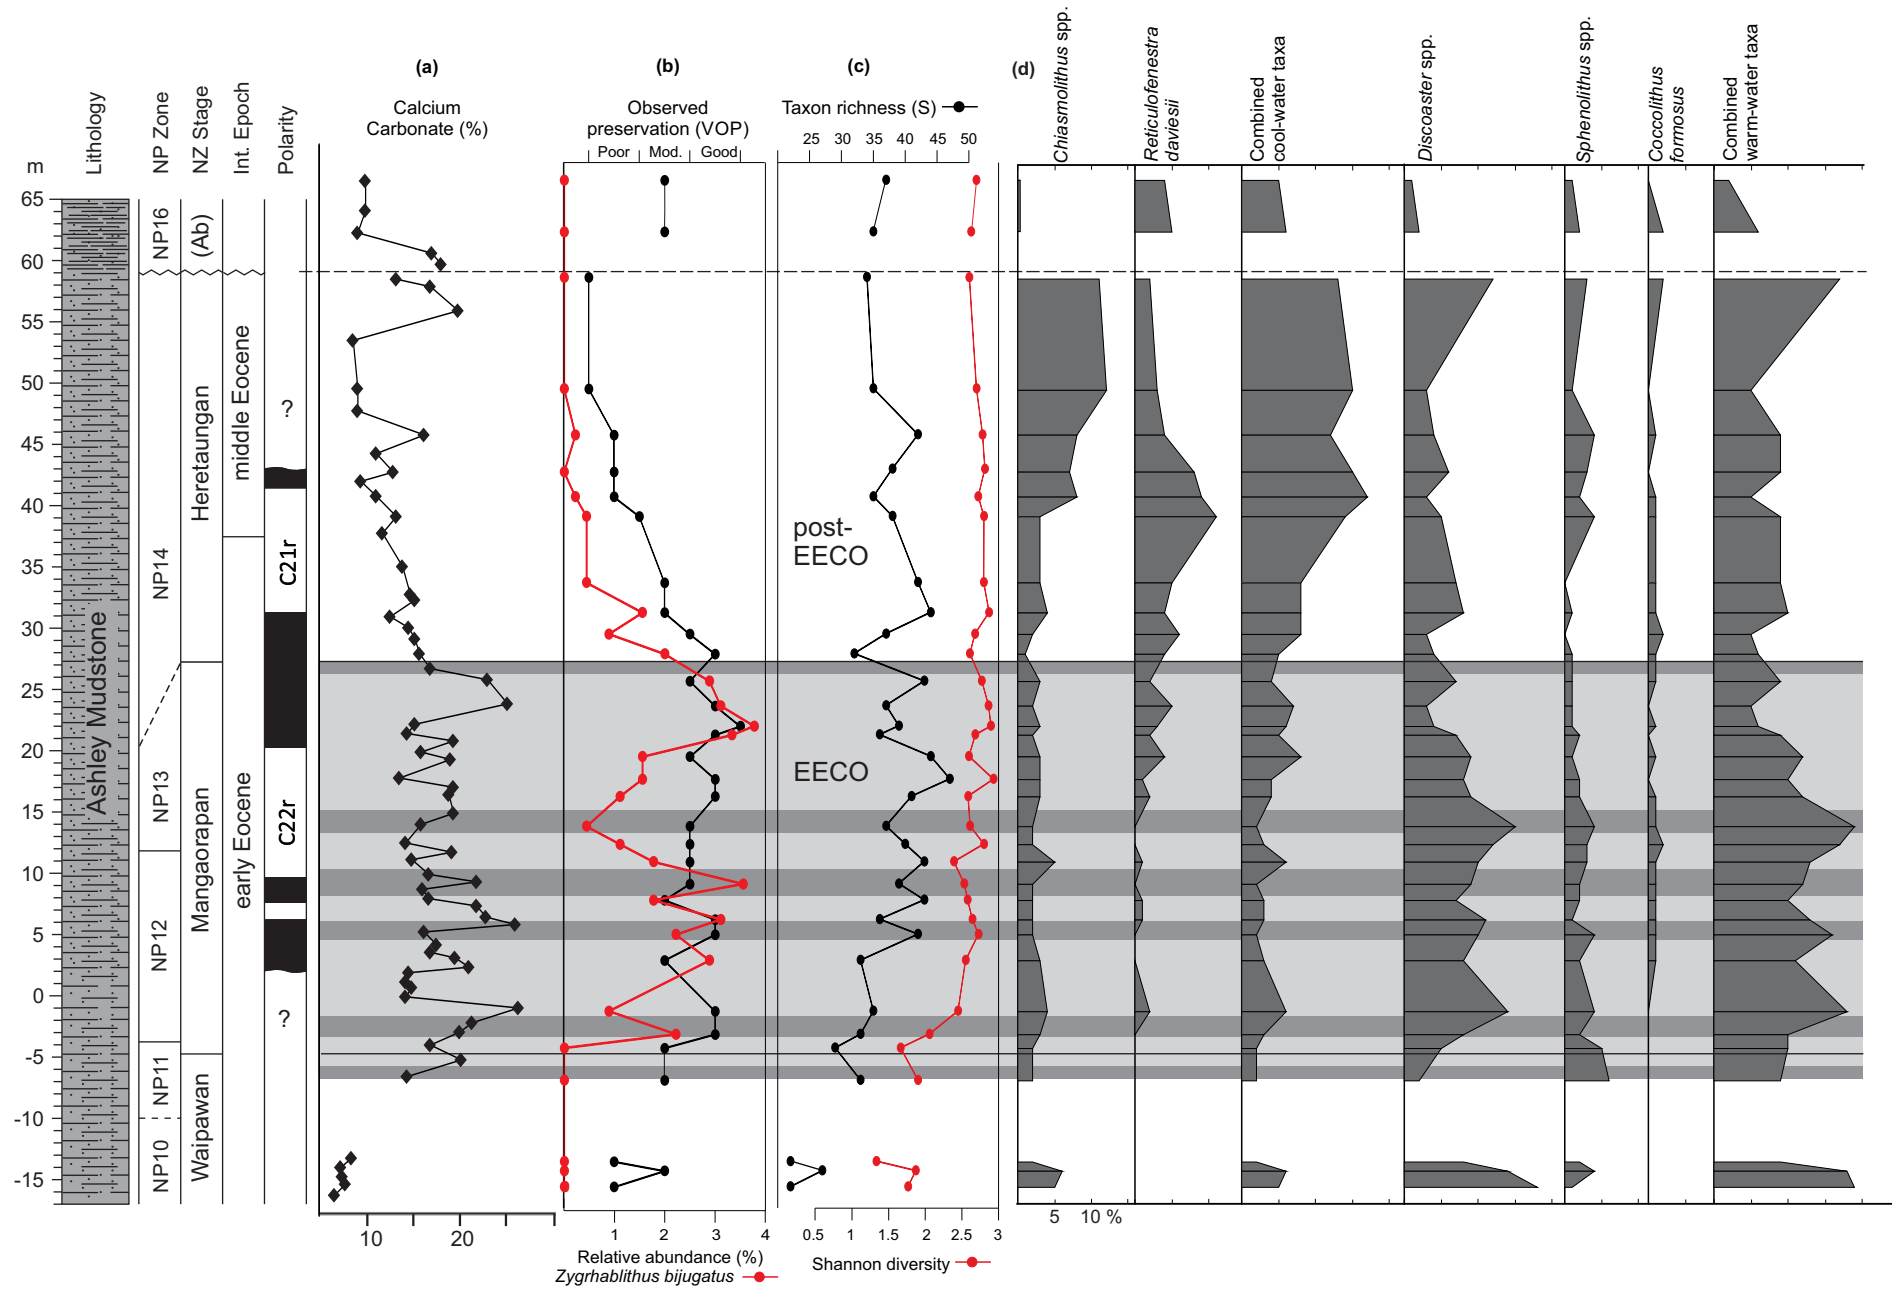 (a)
(b)
(c)
(d)
m
Lithology
NP Zone
NZ Stage
Int. Epoch
Polarity
Calcium
Carbonate (%)
Observed
preservation (VOP)
Poor
Mod.
Good
Taxon richness (S)
25 30 35 40 45 50
Chiasmolithus spp.
Reticulofenestra
daviesii
Combined
cool-water taxa
Discoaster spp.
Sphenolithus spp.
Coccolithus
formosus
Combined
warm-water taxa
65
60
55
50
45
40
35
30
25
20
15
10
5
0
-5
-10
-15
Ashley Mudstone
NP16
NP14
NP13
NP12
NP11
NP10
(Ab)
Heretaungan
Mangaorapan
Waipawan
middle Eocene
early Eocene
?
C21r
C22r
?
post-
EECO
EECO
10 20
1 2 3 4
Relative abundance (%)
Zygrhablithus bijugatus
0.5 1 1.5 2 2.5 3
Shannon diversity
5 10 %